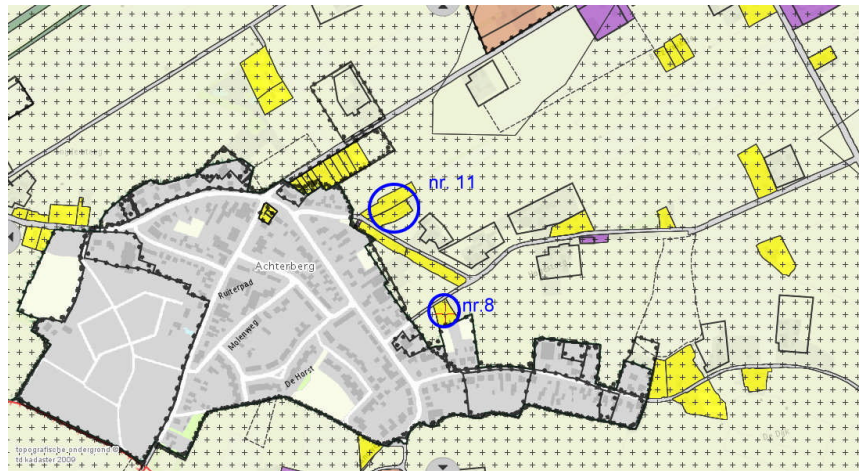 nr. 11
Achterberg
Ruiterpad
nr.8
Molenweg
De Horst
topografische ondergrond ©
td kadaster 2009